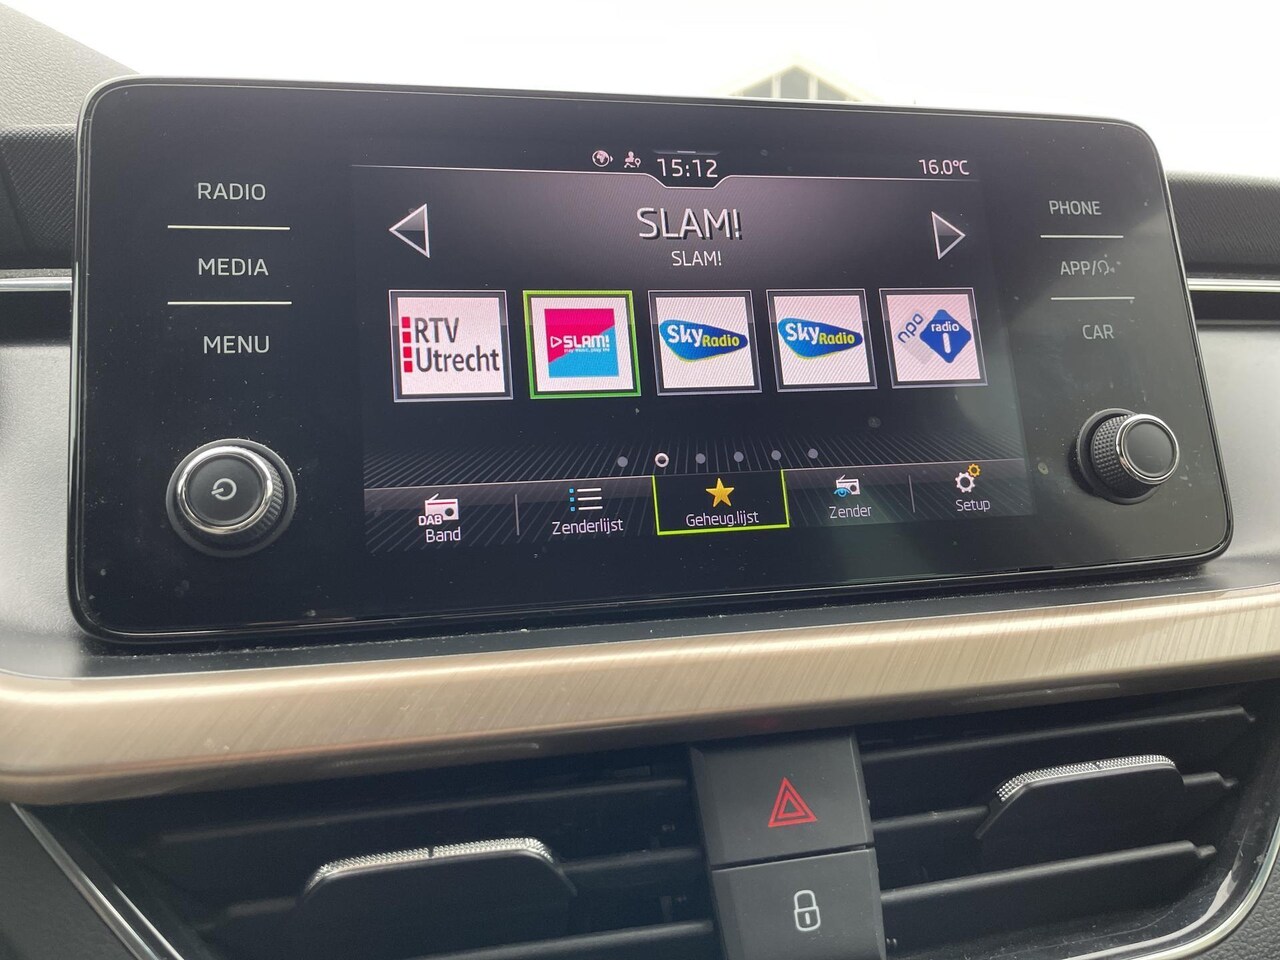 15:12
16.0°C
RADIO
MEDIA
MENU
PHONE
APP/
CAR
SLAM!
SLAM!
RTV
Utrecht
SLAM!
Sky Radio
Sky Radio
npo
radio
1
DAB
Band
Zenderlijst
Geheug.lijst
Zender
Setup